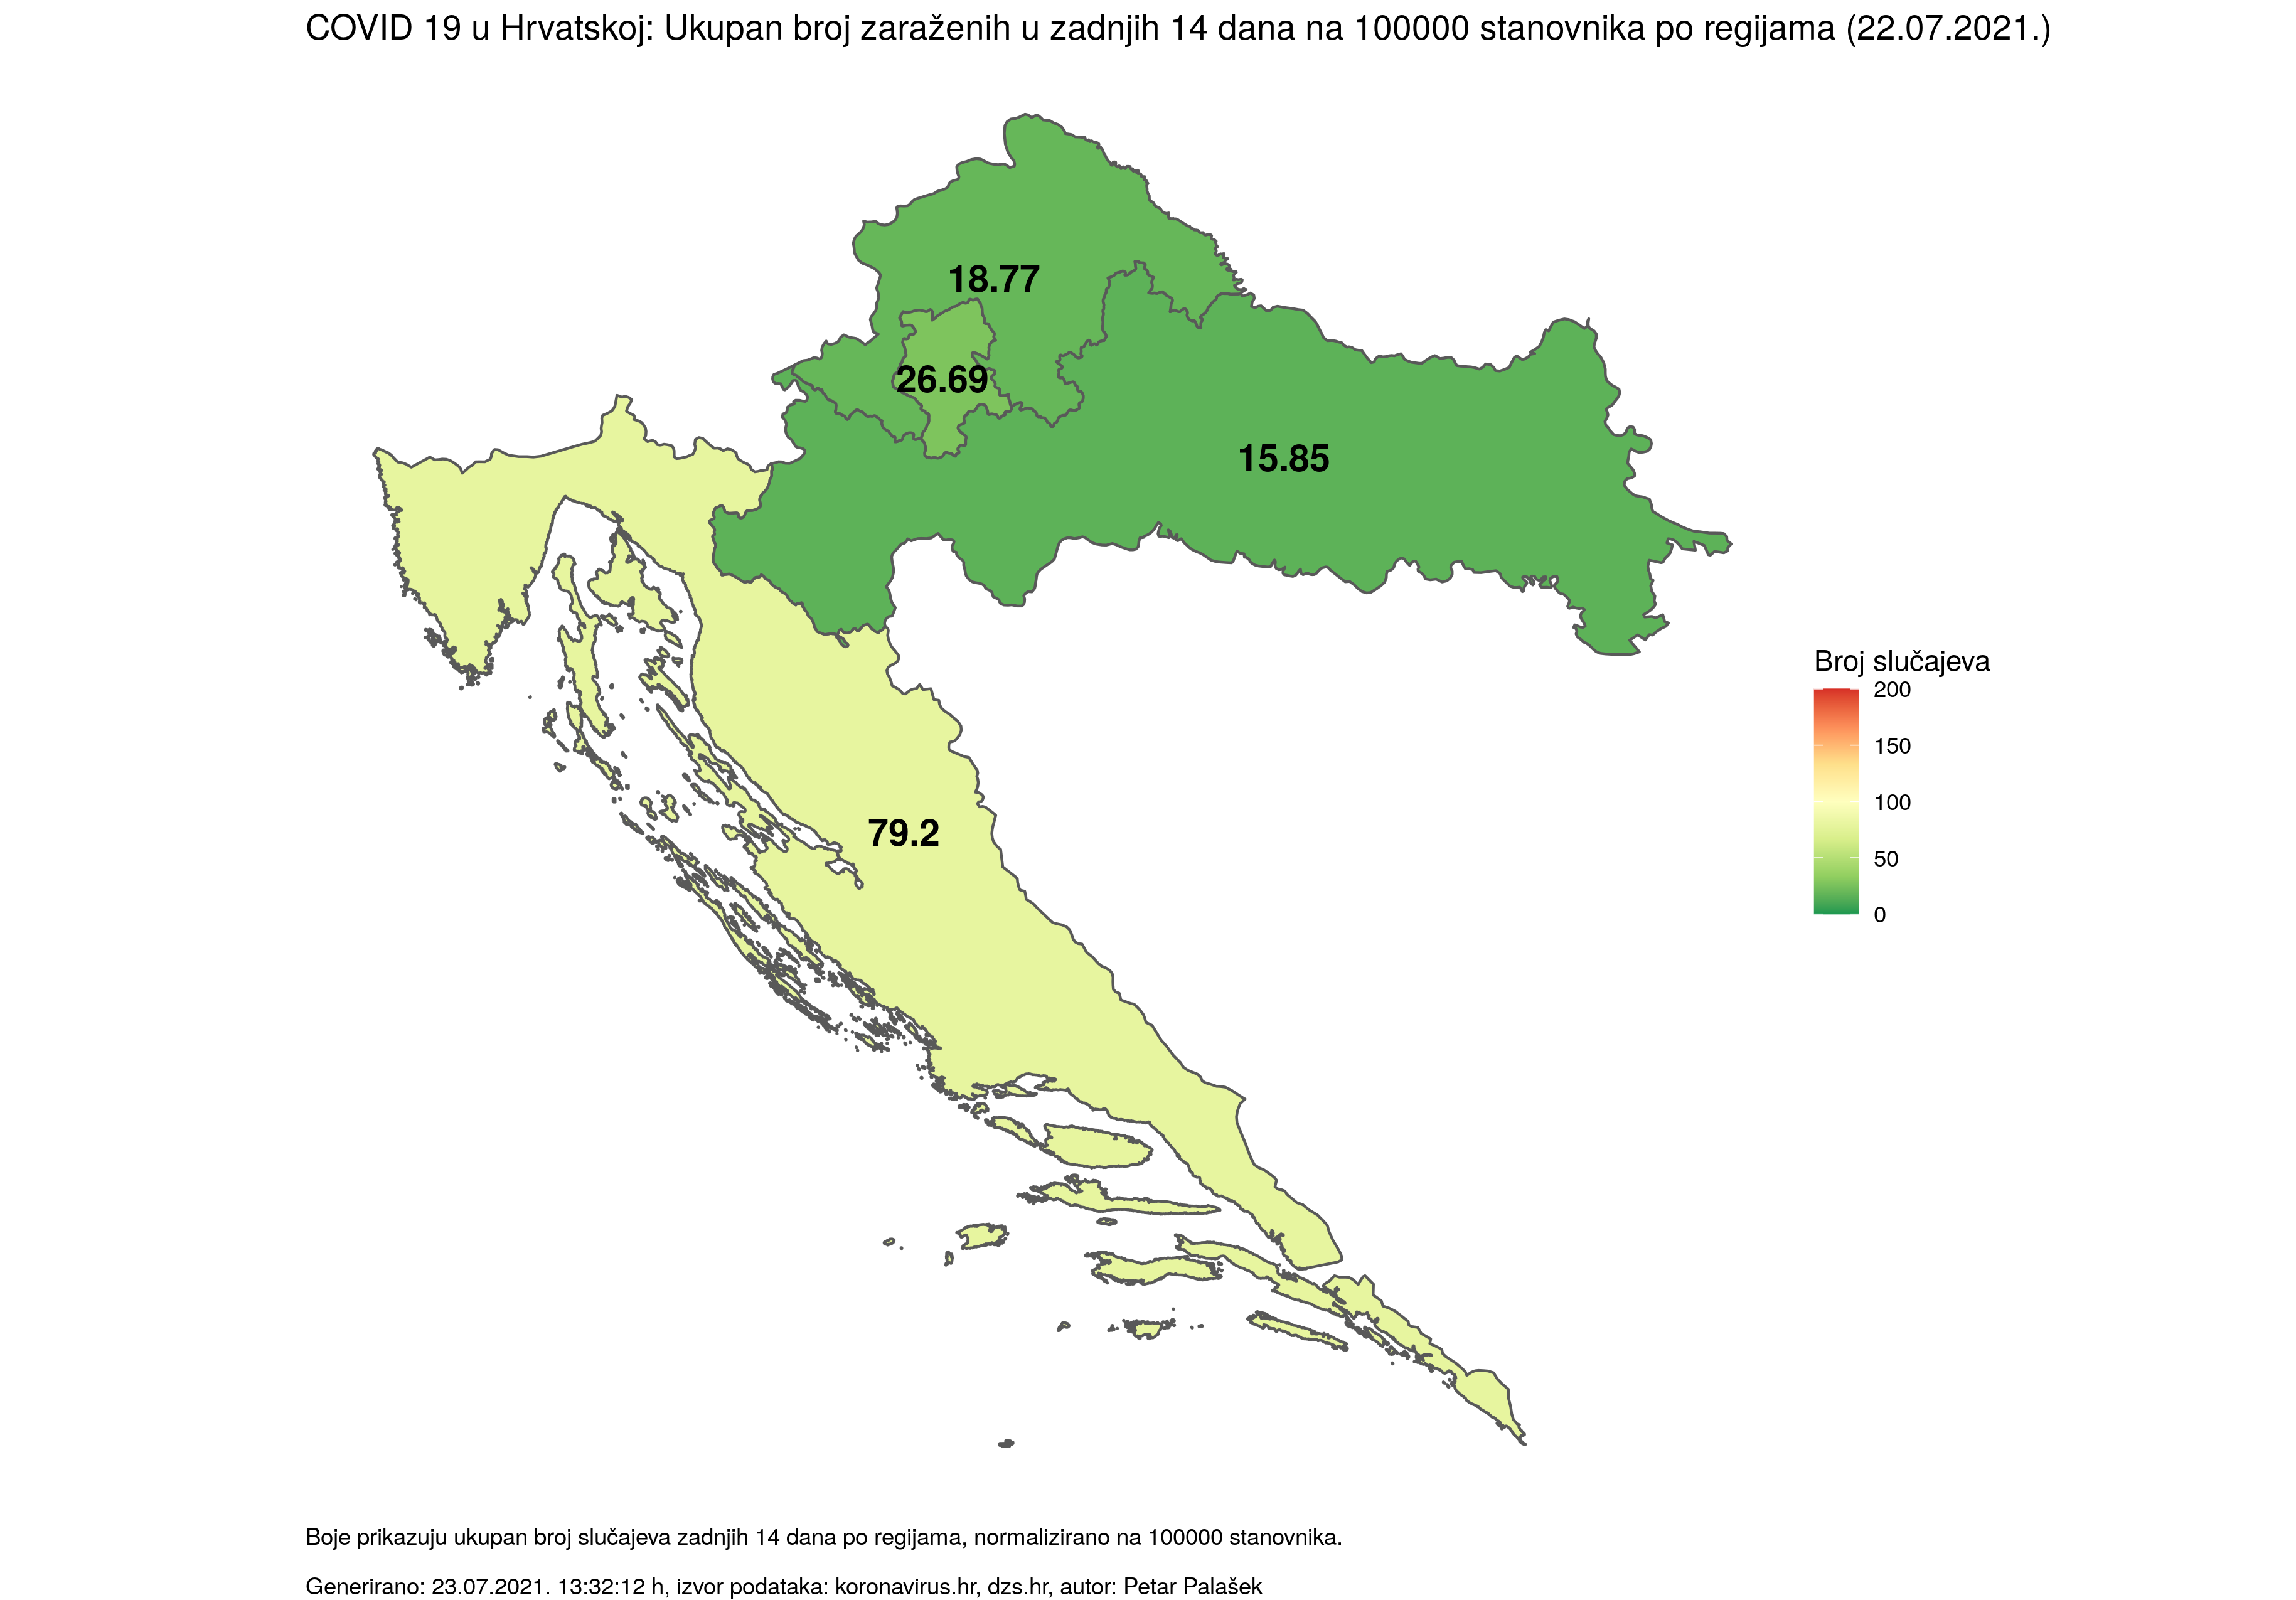 COVID 19 u Hrvatskoj: Ukupan broj zaraženih u zadnjih 14 dana na 100000 stanovnika po regijama (22.07.2021.)
18.77
26.69
15.85
79.2
Broj slučajeva
200
150
100
50
0
Boje prikazuju ukupan broj slučajeva zadnjih 14 dana po regijama, normalizirano na 100000 stanovnika.
Generirano: 23.07.2021. 13:32:12 h, izvor podataka: koronavirus.hr, dzs.hr, autor: Petar Palašek